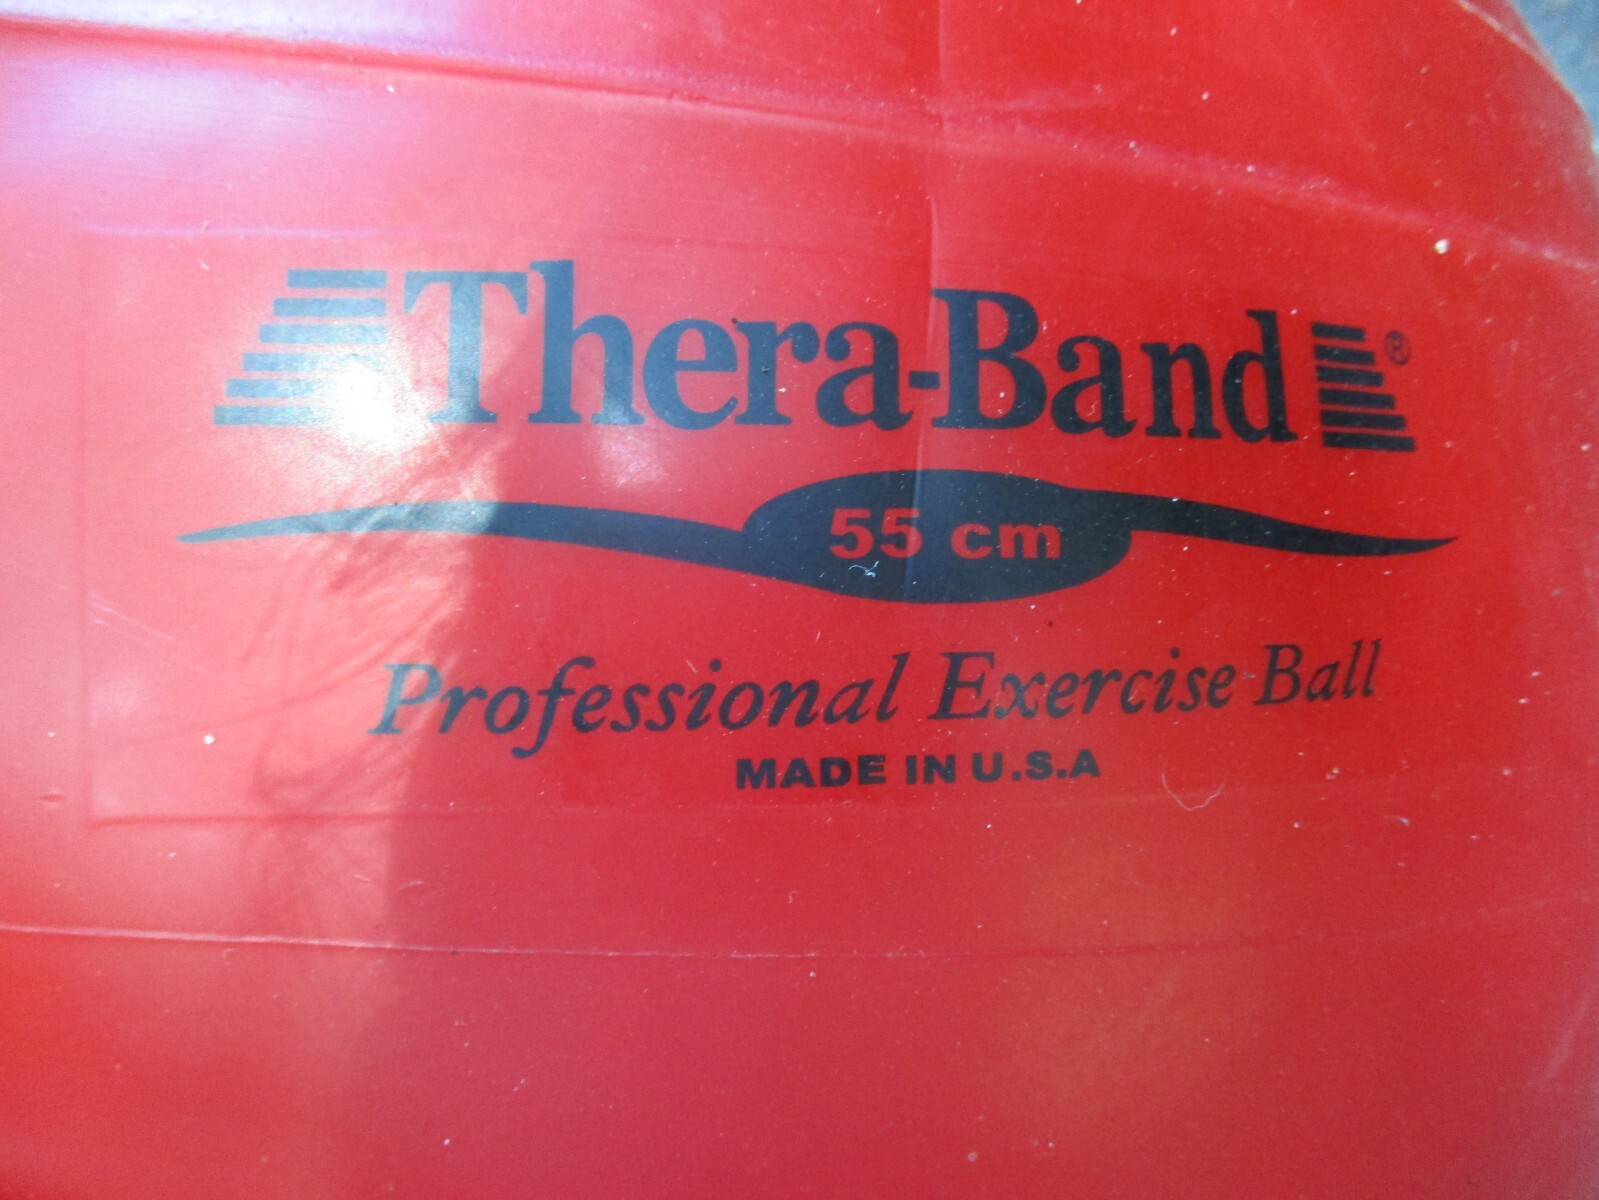 Thera-Band®
55 cm
Professional Exercise Ball
MADE IN U.S.A